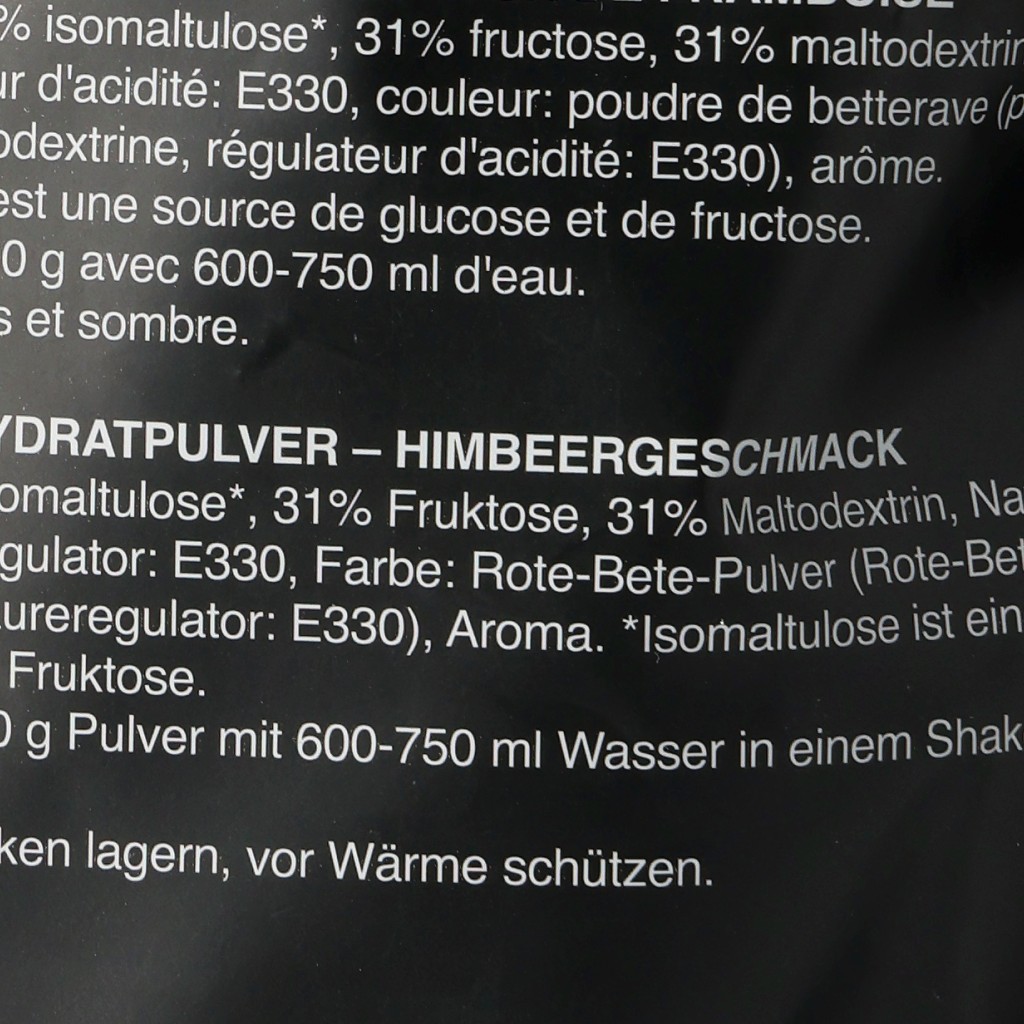 % isomaltulose*, 31% fructose, 31% maltodextrin
d'acidité: E330, couleur: poudre de betterave
odextrine, régulateur d'acidité: E330), arôme.
est une source de glucose et de fructose.
0 g avec 600-750 ml d'eau.
s et sombre.
YDRATPULVER – HIMBEERGESCHMACK
omaltulose*, 31% Fruktose, 31% Maltodextrin, Na
gulator: E330, Farbe: Rote-Bete-Pulver (Rote-Bet
ureregulator: E330), Aroma. *Isomaltulose ist ein
Fruktose.
0 g Pulver mit 600-750 ml Wasser in einem Shak
ken lagern, vor Wärme schützen.